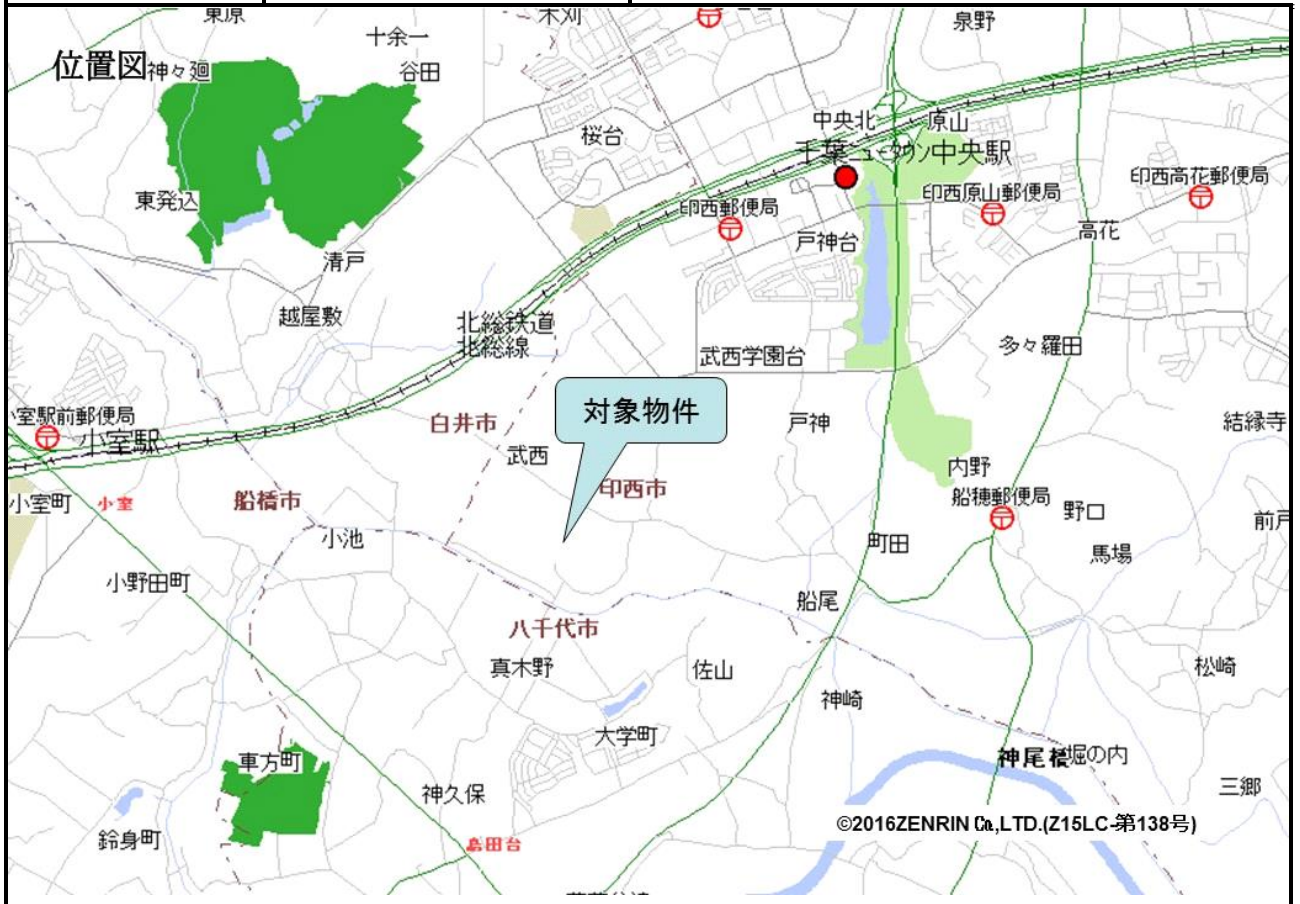 東原
木刈
泉野
十余一
位置図
神々廻
谷田
中央北
原山
桜台
千葉ニュータウン中央駅
印西高花郵便局
東発込
印西郵便局
印西原山郵便局
高花
戸神台
清戸
越屋敷
北総鉄道
北総線
武西学園台
多々羅田
対象物件
小室駅前郵便局
白井市
戸神
結縁寺
小室駅
武西
内野
印西市
船穂郵便局
小室町
小室
船橋市
野口
前戸
小池
町田
馬場
小野田町
船尾
八千代市
真木野
佐山
松崎
神崎
大学町
車方町
神尾橋
堀の内
神久保
三郷
鈴身町
©2016ZENRIN Co.,LTD.(Z15LC-第138号)
島田台